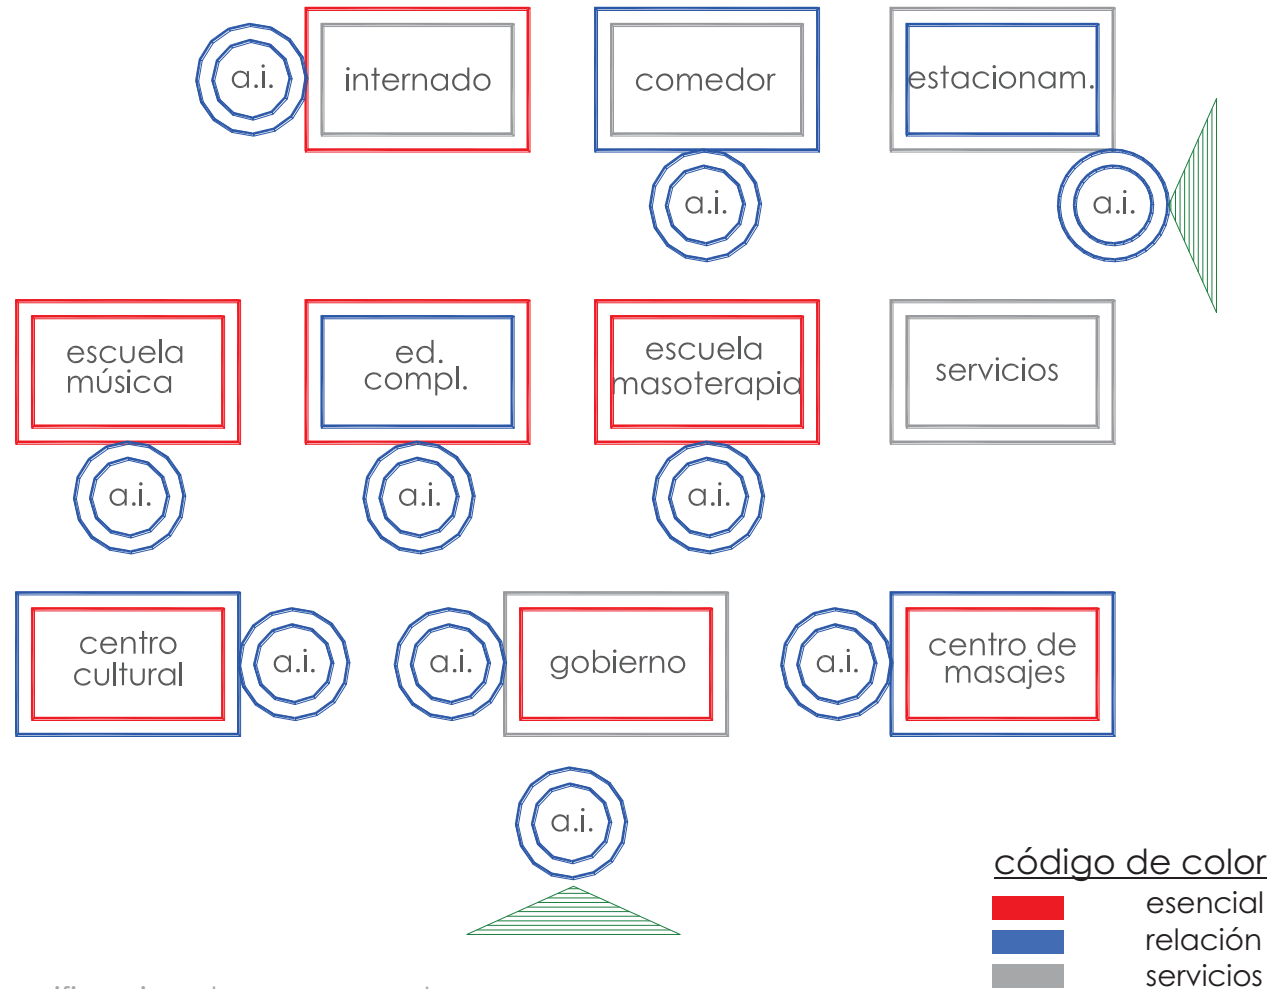 a.i.
internado
comedor
estacionam.
a.i.
a.i.
escuela
música
ed.
compl.
escuela
masoterapia
servicios
a.i.
a.i.
a.i.
centro
cultural
a.i.
a.i.
gobierno
a.i.
centro de
masajes
a.i.
código de color
esencial
relación
servicios